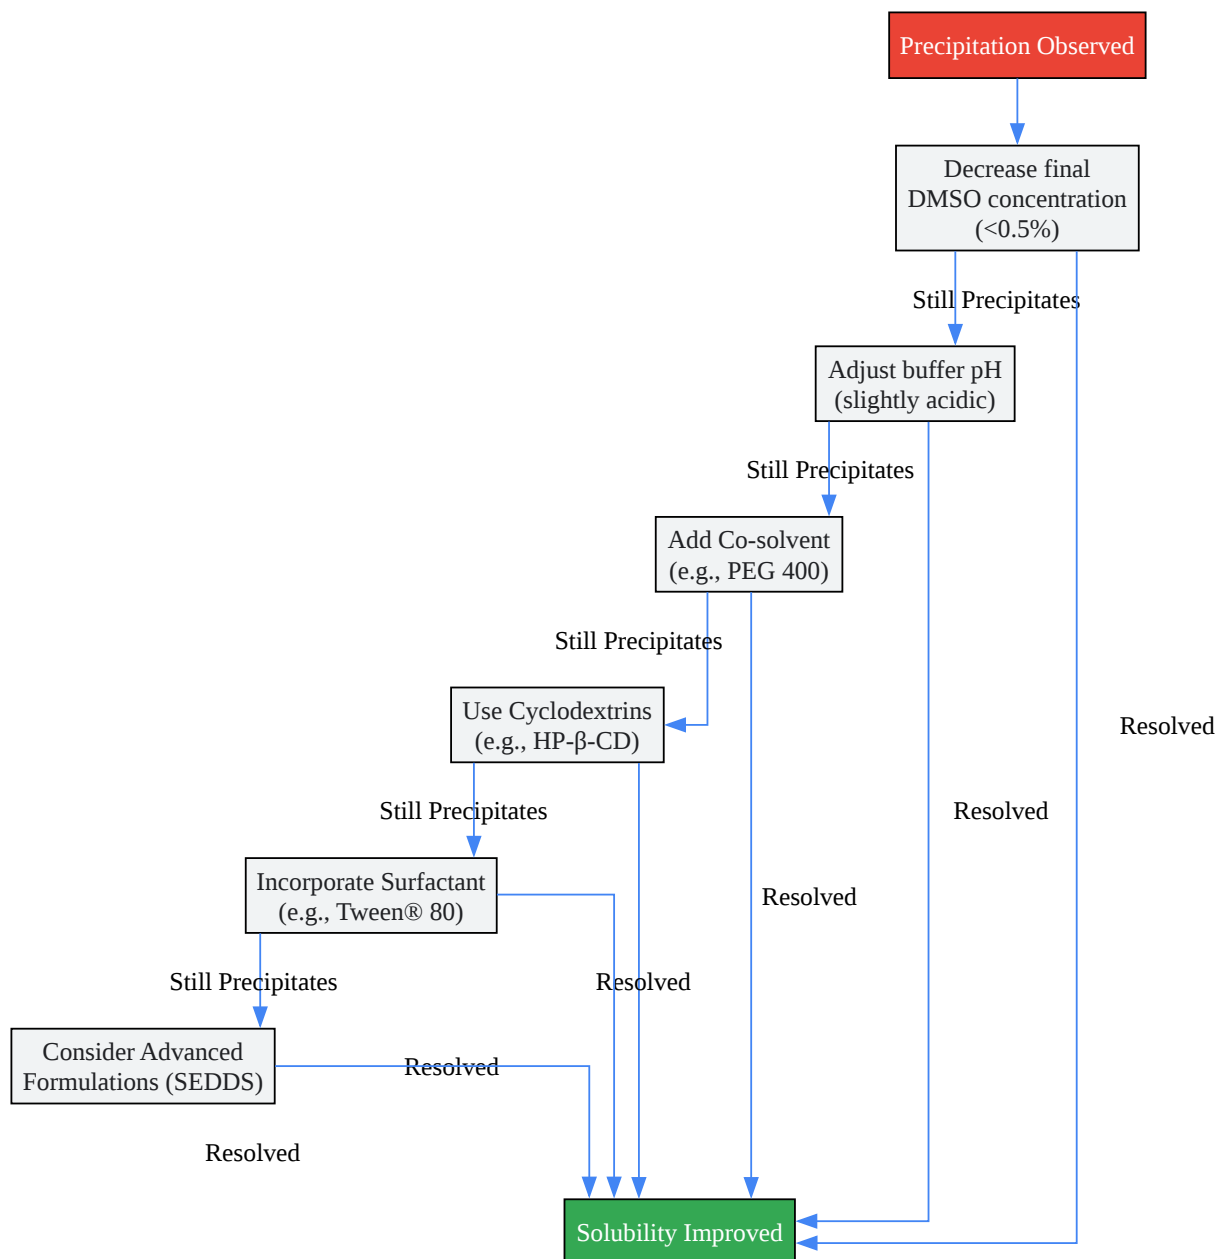 Precipitation Observed
Decrease final
DMSO concentration
(<0.5%)
Still Precipitates
Adjust buffer pH
(slightly acidic)
Still Precipitates
Add Co-solvent
(e.g., PEG 400)
Still Precipitates
Use Cyclodextrins
(e.g., HP-β-CD)
Resolved
Still Precipitates
Resolved
Incorporate Surfactant
(e.g., Tween® 80)
Resolved
Still Precipitates
Resolved
Consider Advanced
Formulations (SEDDS)
Resolved
Resolved
Solubility Improved